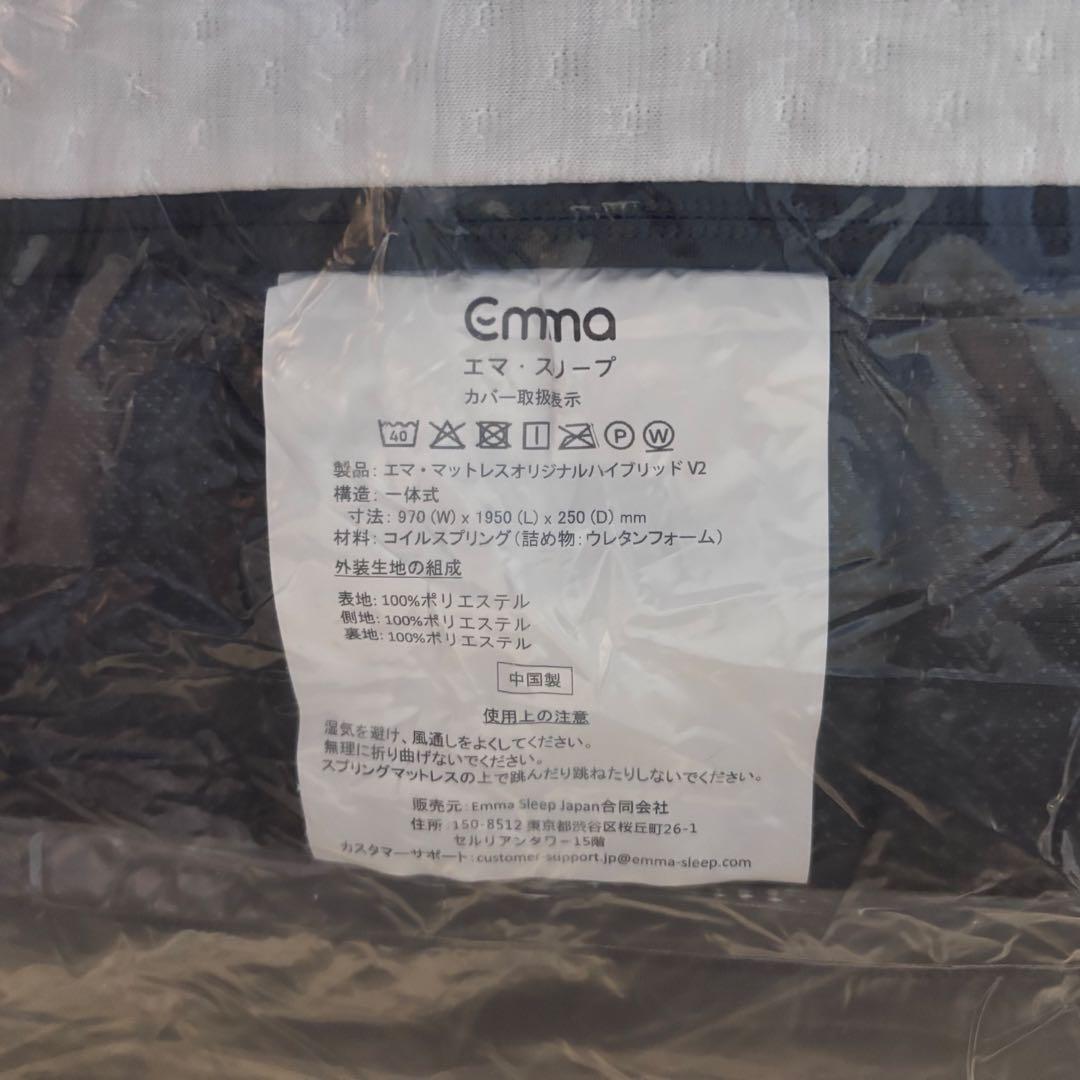 Emma
エマ・スリープ
カバー取扱表示
40 P W
製品: エマ・マットレスオリジナルハイブリッド V2
構造: 一体式
寸法: 970 (W) x 1950 (L) x 250 (D) mm
材料: コイルスプリング(詰め物:ウレタンフォーム)
外装生地の組成
表地: 100%ポリエステル
側地: 100%ポリエステル
裏地: 100%ポリエステル
中国製
使用上の注意
湿気を避け、風通しをよくしてください。
無理に折り曲げないでください。
スプリングマットレスの上で跳んだり跳ねたりしないでください。
販売元: Emma Sleep Japan合同会社
住所: 150-8512 東京都渋谷区桜丘町26-1
セルリアンタワー15階
カスタマーサポート: customer-support.jp@emma-sleep.com